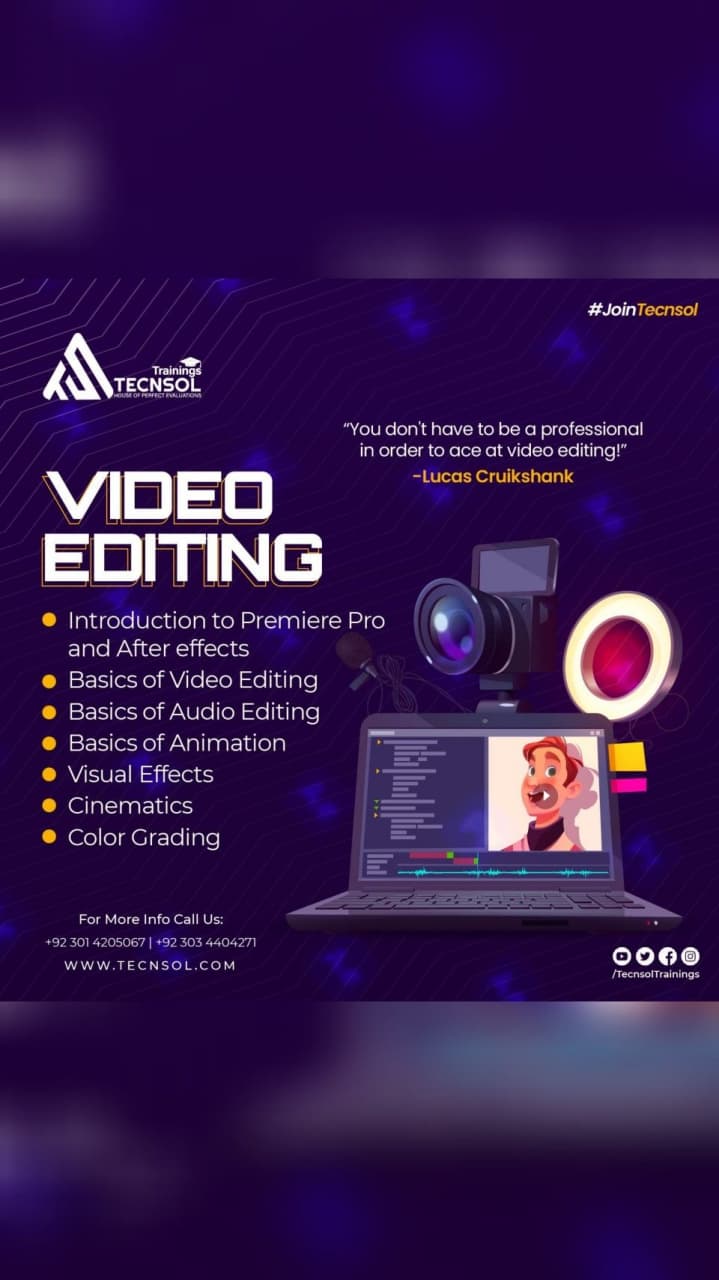 #JoinTecnsol
Trainings
TECNSOL
HOUSE OF PERFECT EVALUATIONS
“You don't have to be a professional
in order to ace at video editing!”
-Lucas Cruikshank
VIDEO
EDITING
Introduction to Premiere Pro
and After effects
Basics of Video Editing
Basics of Audio Editing
Basics of Animation
Visual Effects
Cinematics
Color Grading
For More Info Call Us:
+92 301 4205067 | +92 303 4404271
WWW.TECNSOL.COM
/TecnsolTrainings